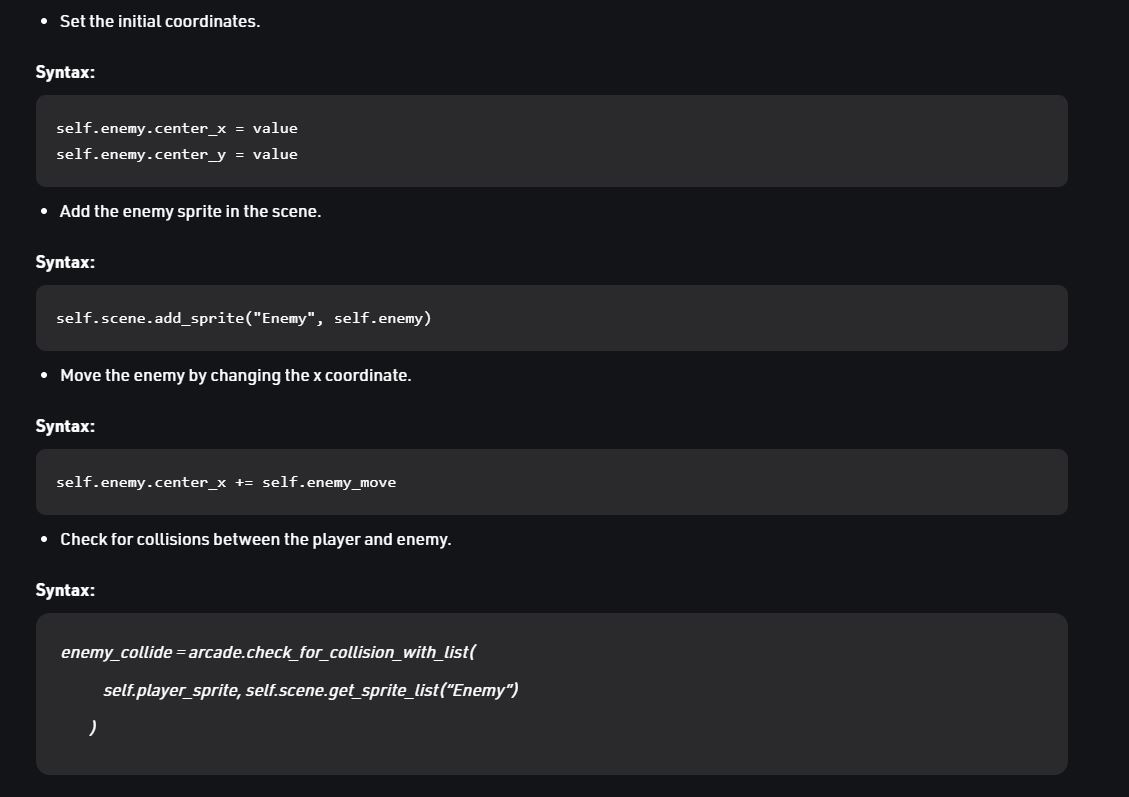 • Set the initial coordinates.
Syntax:
self.enemy.center_x = value
self.enemy.center_y = value
• Add the enemy sprite in the scene.
Syntax:
self.scene.add_sprite("Enemy", self.enemy)
• Move the enemy by changing the x coordinate.
Syntax:
self.enemy.center_x += self.enemy_move
• Check for collisions between the player and enemy.
Syntax:
enemy_collide = arcade.check_for_collision_with_list(
self.player_sprite, self.scene.get_sprite_list(“Enemy”)
)